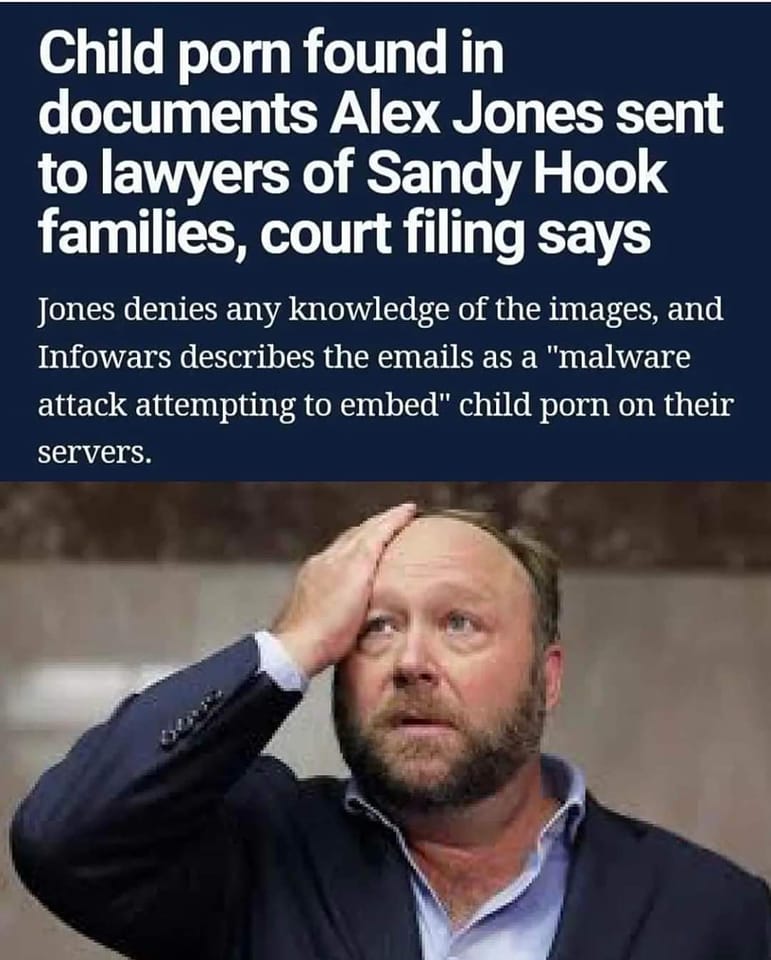 Child porn found in
documents Alex Jones sent
to lawyers of Sandy Hook
families, court filing says
Jones denies any knowledge of the images, and
Infowars describes the emails as a "malware
attack attempting to embed" child porn on their
servers.